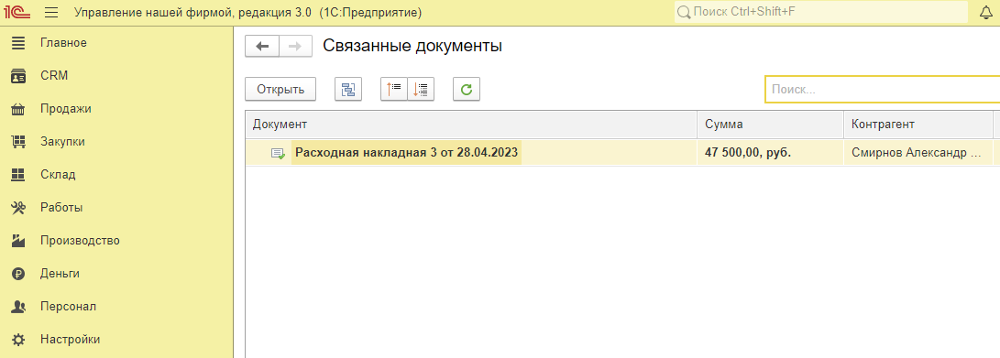 1С Управление нашей фирмой, редакция 3.0 (1С:Предприятие) Поиск Ctrl+Shift+F
Главное
CRM
Продажи
Закупки
Склад
Работы
Производство
Деньги
Персонал
Настройки
Связанные документы
Открыть Поиск...
Документ Сумма Контрагент
Расходная накладная 3 от 28.04.2023 47 500,00, руб. Смирнов Александр ...